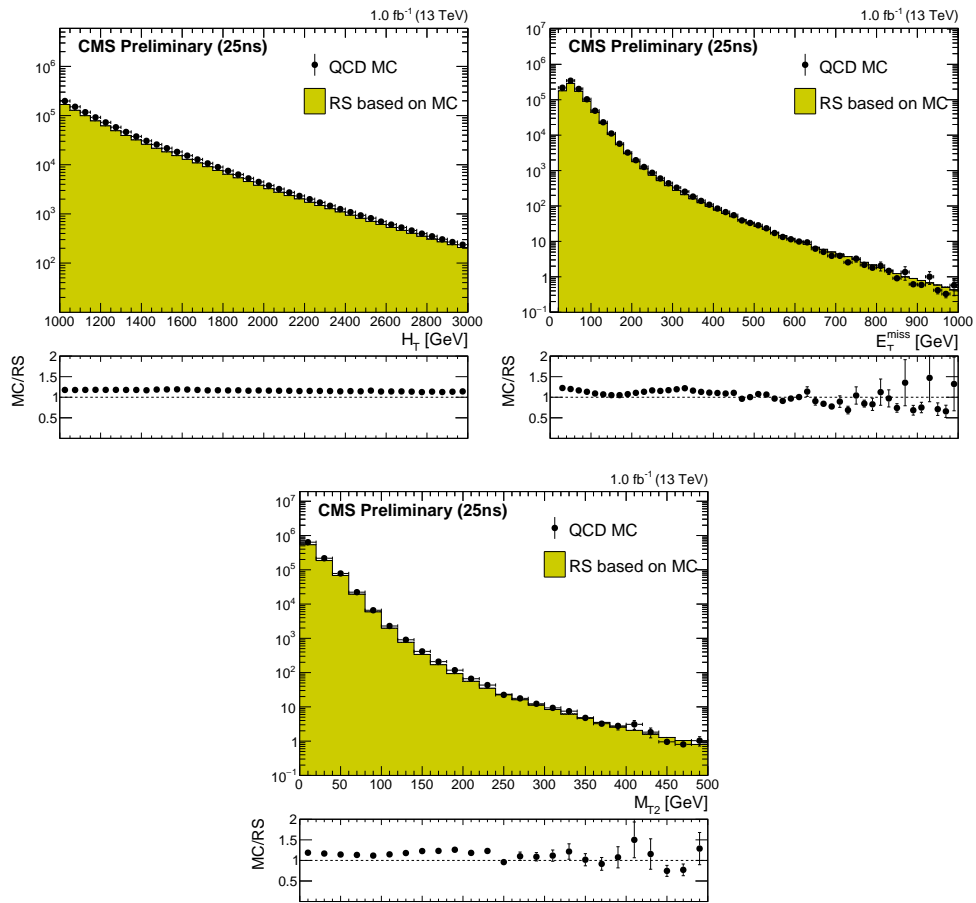 1.0 fb⁻¹ (13 TeV)
CMS Preliminary (25ns)
QCD MC
RS based on MC
10⁶
10⁵
10⁴
10³
10²
1000 1200 1400 1600 1800 2000 2200 2400 2600 2800 3000
H_T [GeV]
MC/RS
2
1.5
1
0.5
1.0 fb⁻¹ (13 TeV)
CMS Preliminary (25ns)
QCD MC
RS based on MC
10⁷
10⁶
10⁵
10⁴
10³
10²
10
1
10⁻¹
0 100 200 300 400 500 600 700 800 900 1000
E_T^miss [GeV]
MC/RS
2
1.5
1
0.5
1.0 fb⁻¹ (13 TeV)
CMS Preliminary (25ns)
QCD MC
RS based on MC
10⁷
10⁶
10⁵
10⁴
10³
10²
10
1
10⁻¹
0 50 100 150 200 250 300 350 400 450 500
M_T2 [GeV]
MC/RS
2
1.5
1
0.5